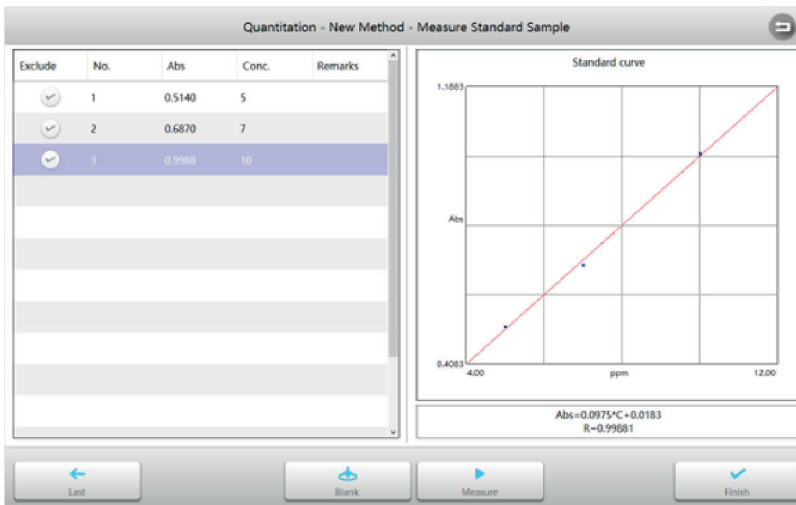 Quantitation - New Method - Measure Standard Sample
Exclude No. Abs Conc. Remarks
1 0.5140 5
2 0.6870 7
3 0.9988 10
Standard curve
1.1883
Abs
0.4083
4.00 ppm 12.00
Abs=0.0975*C+0.0183
R=0.99881
Last Blank Measure Finish